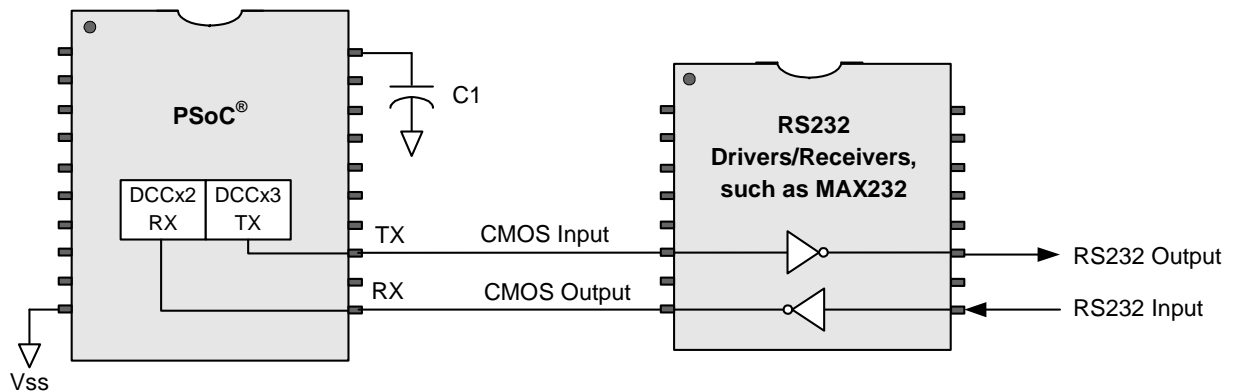 PSoC®
C1
RS232
Drivers/Receivers,
such as MAX232
DCCx2
RX
DCCx3
TX
TX
CMOS Input
RS232 Output
RX
CMOS Output
RS232 Input
Vss